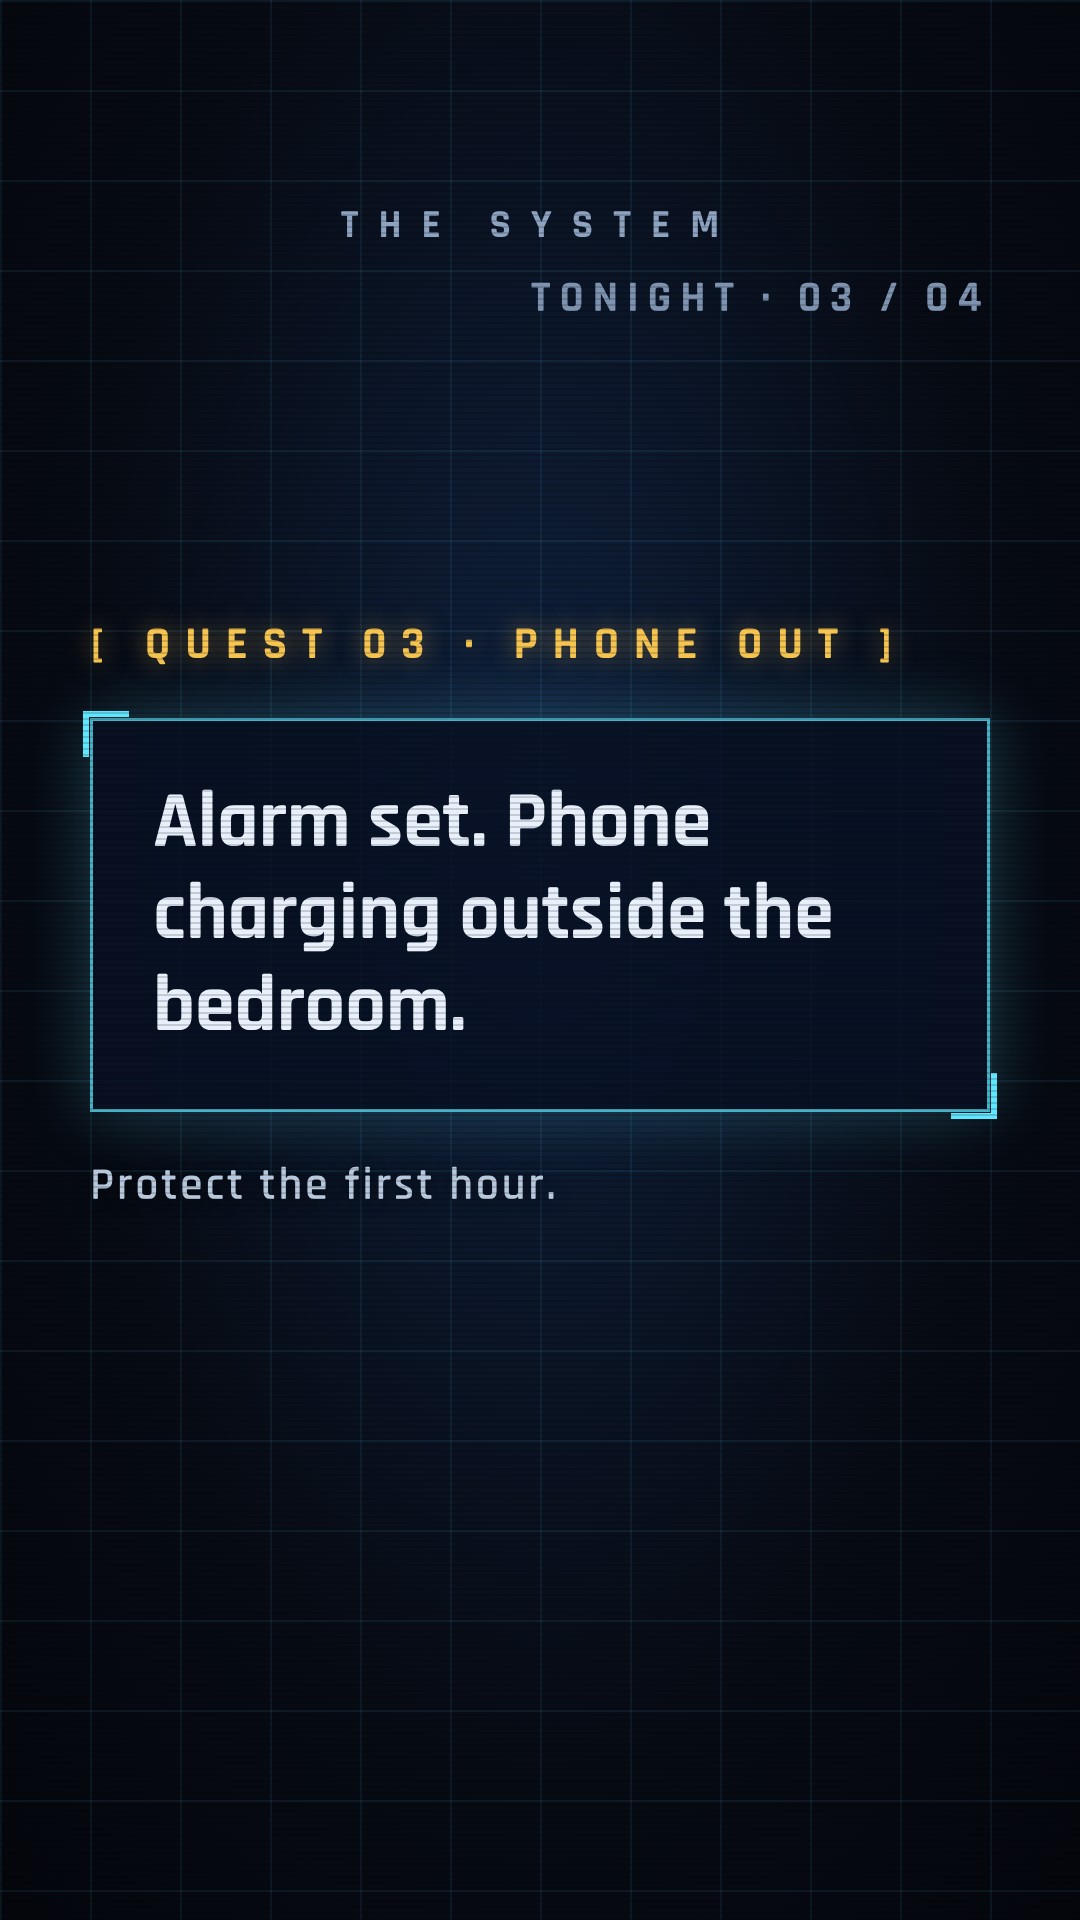 THE SYSTEM
TONIGHT · 03 / 04
[ QUEST 03 · PHONE OUT ]
Alarm set. Phone
charging outside the
bedroom.
Protect the first hour.